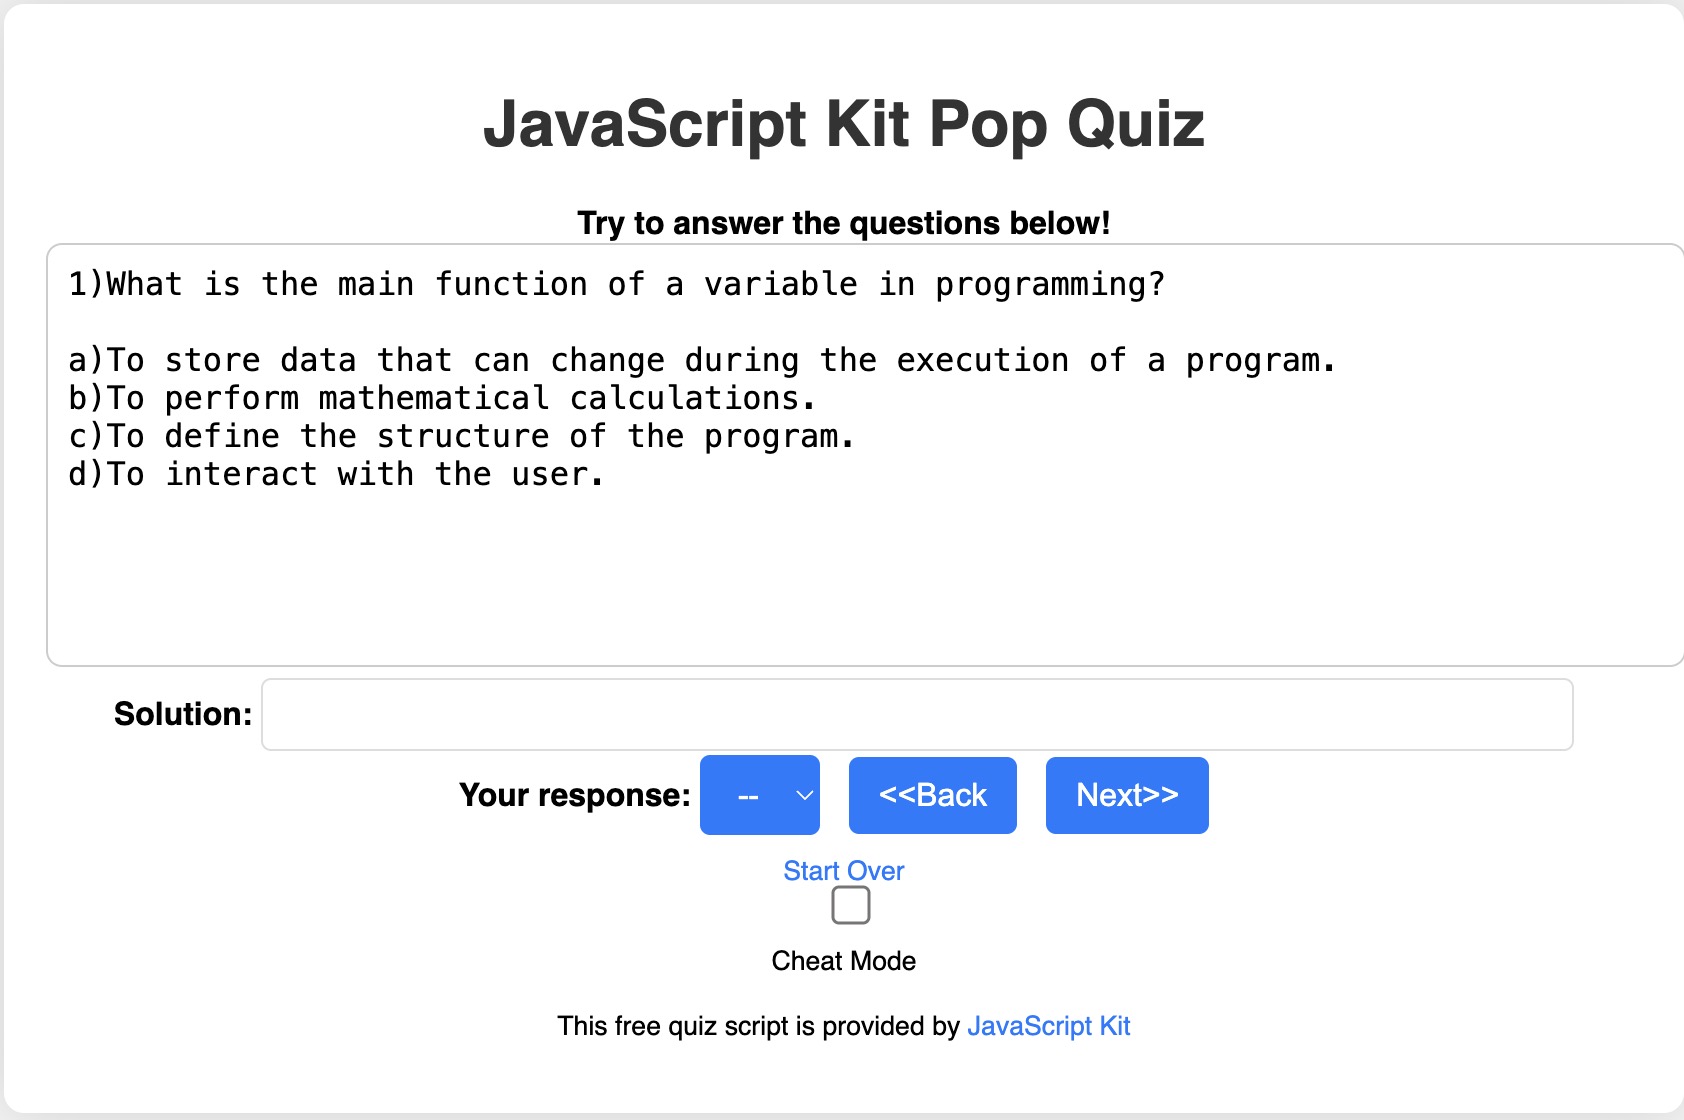 JavaScript Kit Pop Quiz
Try to answer the questions below!
1)What is the main function of a variable in programming?
a)To store data that can change during the execution of a program.
b)To perform mathematical calculations.
c)To define the structure of the program.
d)To interact with the user.
Solution:
Your response: -- <<Back Next>>
Start Over
Cheat Mode
This free quiz script is provided by JavaScript Kit